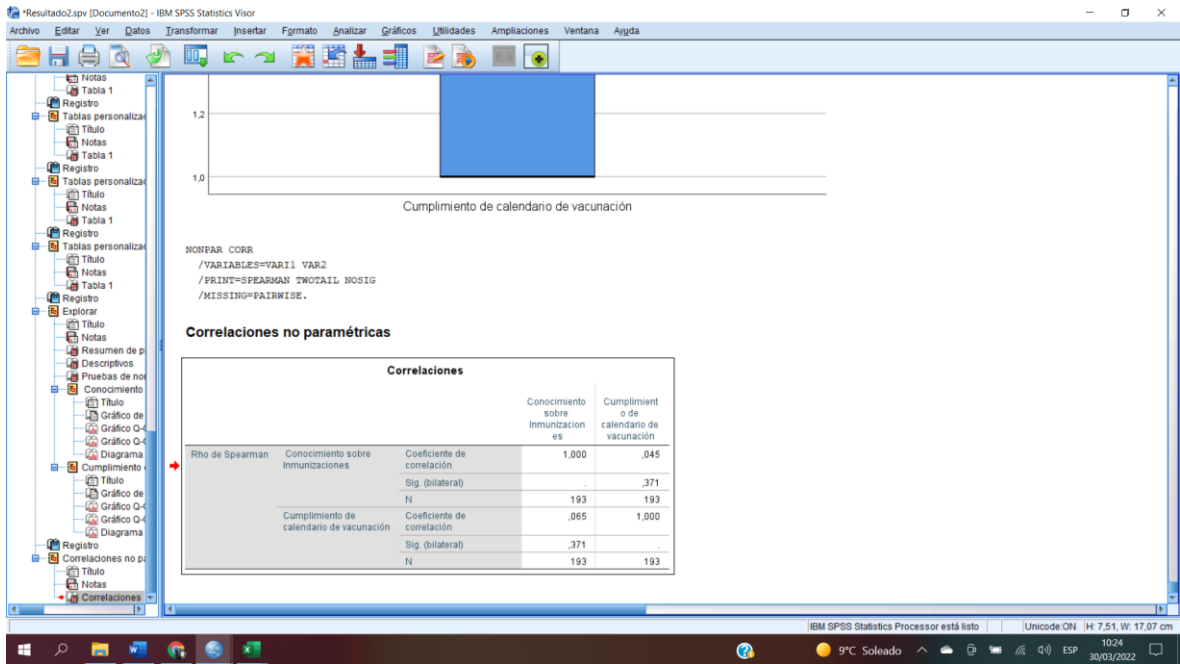 *Resultado2.spv [Documento2] - IBM SPSS Statistics Visor
Archivo Editar Ver Datos Transformar Insertar Formato Analizar Gráficos Utilidades Ampliaciones Ventana Ayuda
Notas
Tabla 1
Registro
Tablas personaliza
Título
Notas
Tabla 1
Registro
Tablas personaliza
Título
Notas
Tabla 1
Registro
Tablas personaliza
Título
Notas
Tabla 1
Registro
Explorar
Título
Notas
Resumen de p
Descriptivos
Pruebas de nor
Conocimiento
Título
Gráfico de
Gráfico Q-
Gráfico Q-
Diagrama
Cumplimiento
Título
Gráfico de
Gráfico Q-
Gráfico Q-
Diagrama
Registro
Correlaciones no pa
Título
Notas
Correlaciones
1,2
1,0
Cumplimiento de calendario de vacunación
NONPAR CORR
/VARIABLES=VARI1 VAR2
/PRINT=SPEARMAN TWOTAIL NOSIG
/MISSING=PAIRWISE.
Correlaciones no paramétricas
Correlaciones
Conocimiento
sobre
Inmunizacion
es
Cumplimient
o de
calendario de
vacunación
Rho de Spearman
Conocimiento sobre
Inmunizaciones
Coeficiente de
correlación
1,000 ,045
Sig. (bilateral) . ,371
N 193 193
Cumplimiento de
calendario de vacunación
Coeficiente de
correlación
,065 1,000
Sig. (bilateral) ,371 .
N 193 193
IBM SPSS Statistics Processor está listo Unicode:ON H: 7,51, W: 17,07 cm
9°C Soleado ESP 10:24
30/03/2022